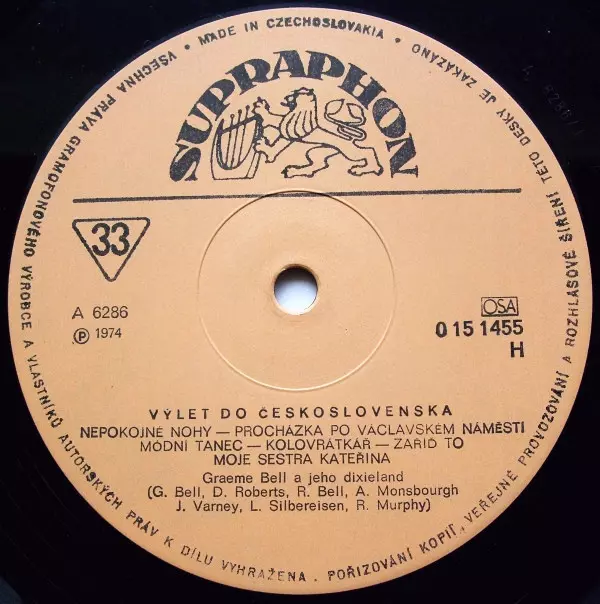 VŠECHNA PRÁVA GRAMOFONOVÉHO VÝROBCE A VLASTNÍKŮ AUTORSKÝCH PRÁV K DÍLU VYHRAŽENA . POŘIZOVÁNÍ KOPIÍ, VEŘEJNÉ PROVOZOVÁNÍ A ROZHLASOVÉ ŠÍŘENÍ TÉTO DESKY JE ZAKÁZÁNO • MADE IN CZECHOSLOVAKIA •
SUPRAPHON
33
A 6286
Ⓟ 1974
OSA
0 15 1455
H
VÝLET DO ČESKOSLOVENSKA
NEPOKOJNÉ NOHY — PROCHÁZKA PO VÁCLAVSKÉM NÁMĚSTÍ
MÓDNÍ TANEC — KOLOVRÁTKÁŘ — ZAŘIĎ TO
MOJE SESTRA KATEŘINA
Graeme Bell a jeho dixieland
(G. Bell, D. Roberts, R. Bell, A. Monsbourgh
J. Varney, L. Silbereisen, R. Murphy)